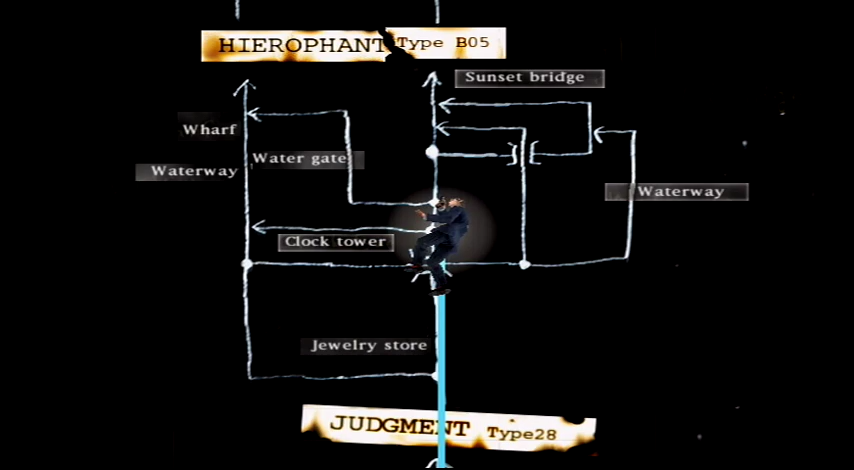 HIEROPHANT Type B05
Sunset bridge
Wharf
Water gate
Waterway
Waterway
Clock tower
Jewelry store
JUDGMENT Type28